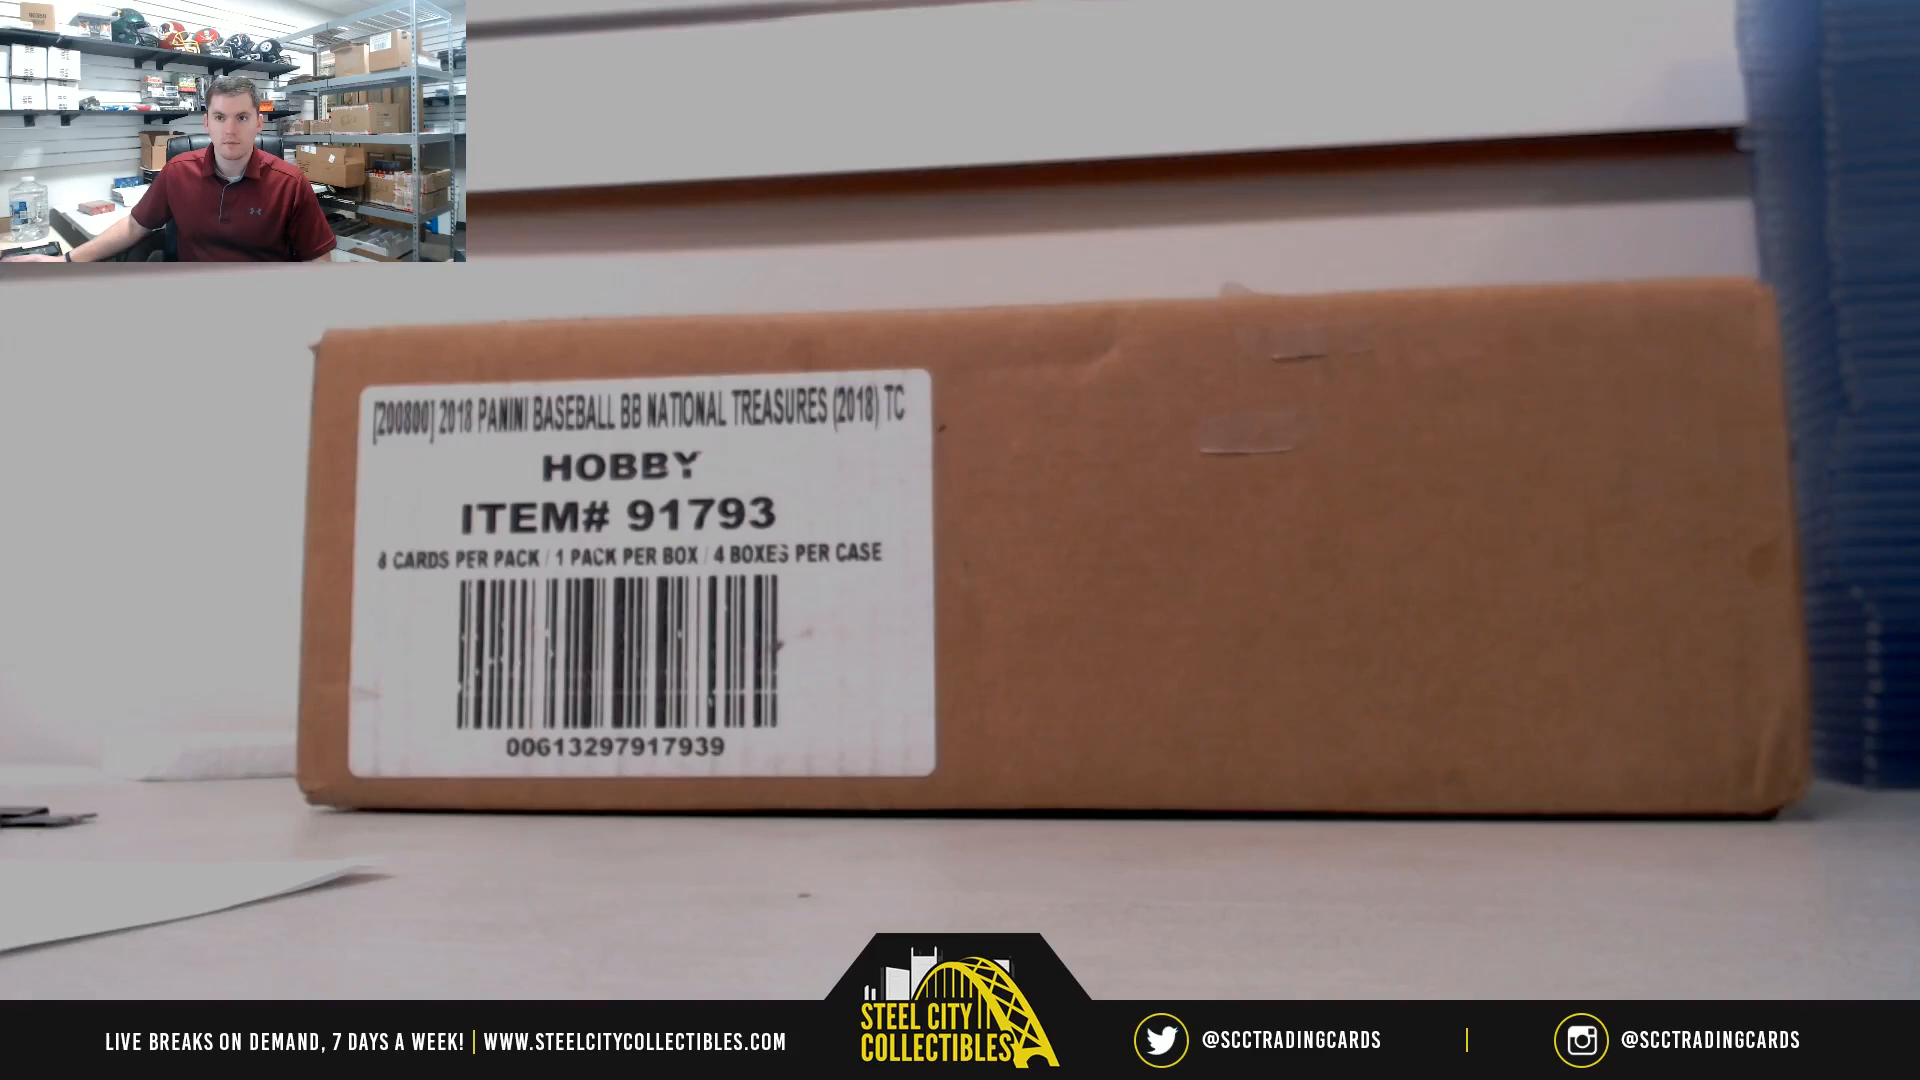 [200800] 2018 PANINI BASEBALL BB NATIONAL TREASURES (2018) TC
HOBBY
ITEM# 91793
8 CARDS PER PACK / 1 PACK PER BOX / 4 BOXES PER CASE
00613297917939
STEEL CITY
COLLECTIBLES
LIVE BREAKS ON DEMAND, 7 DAYS A WEEK! | WWW.STEELCITYCOLLECTIBLES.COM
@SCCTRADINGCARDS | @SCCTRADINGCARDS